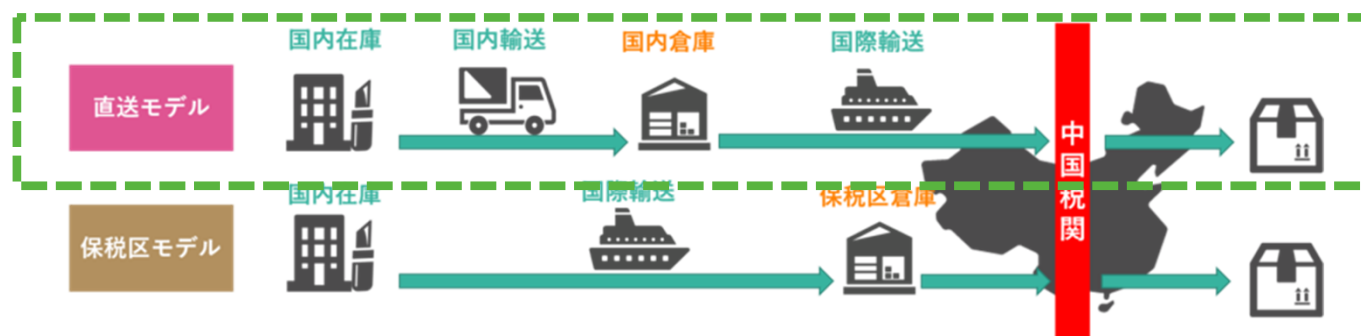 国内在庫
国内輸送
国内倉庫
国際輸送
直送モデル
中国税関
国内在庫
国際輸送
保税区倉庫
保税区モデル